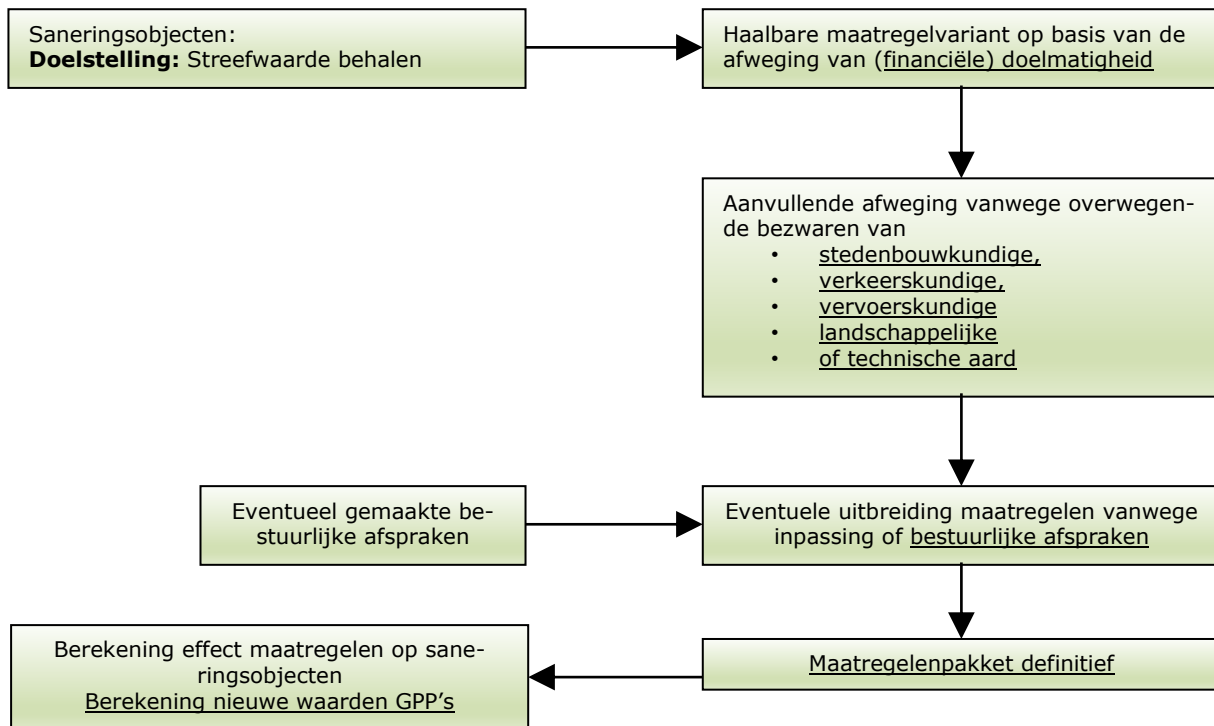 Saneringsobjecten:
Doelstelling: Streefwaarde behalen
Haalbare maatregelvariant op basis van de
afweging van (financiële) doelmatigheid
Aanvullende afweging vanwege overwegen-
de bezwaren van
• stedenbouwkundige,
• verkeerskundige,
• vervoerskundige
• landschappelijke
• of technische aard
Eventueel gemaakte be-
stuurlijke afspraken
Eventuele uitbreiding maatregelen vanwege
inpassing of bestuurlijke afspraken
Maatregelenpakket definitief
Berekening effect maatregelen op sane-
ringsobjecten
Berekening nieuwe waarden GPP's